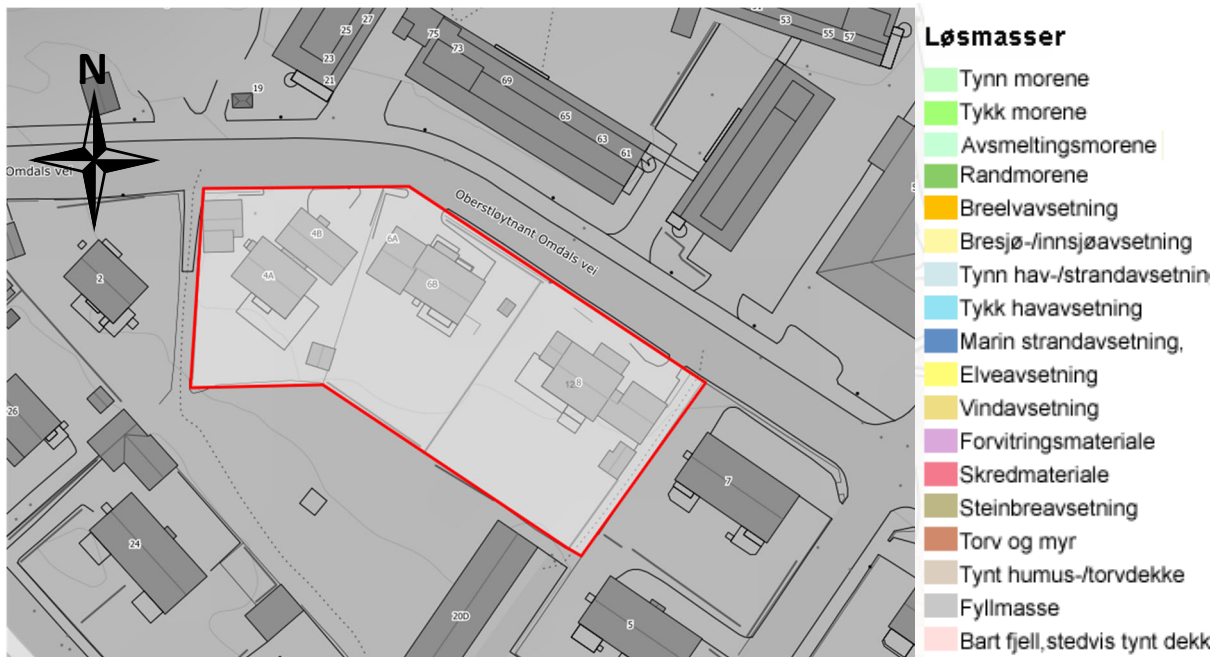 N
27
25
23
21
19
75
73
69
65
63
61
53
55
57
Omdals vei
Oberstløytnant Omdals vei
2
4B
4A
6A
6B
8
7
26
24
20D
5
Løsmasser
Tynn morene
Tykk morene
Avsmeltingsmorene
Randmorene
Breelvavsetning
Bresjø-/innsjøavsetning
Tynn hav-/strandavsetnin
Tykk havavsetning
Marin strandavsetning,
Elveavsetning
Vindavsetning
Forvitringsmateriale
Skredmateriale
Steinbreavsetning
Torv og myr
Tynt humus-/torvdekke
Fyllmasse
Bart fjell,stedvis tynt dekk